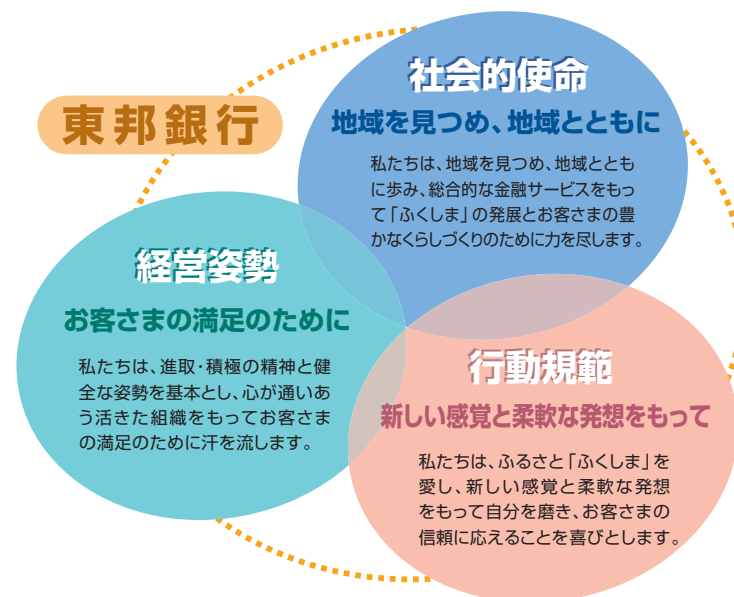 東邦銀行
社会的使命
地域を見つめ、地域とともに
私たちは、地域を見つめ、地域ととも
に歩み、総合的な金融サービスをもっ
て「ふくしま」の発展とお客さまの豊
かなくらしづくりのために力を尽します。
経営姿勢
お客さまの満足のために
私たちは、進取・積極の精神と健
全な姿勢を基本とし、心が通いあ
う活きた組織をもってお客さま
の満足のために汗を流します。
行動規範
新しい感覚と柔軟な発想をもって
私たちは、ふるさと「ふくしま」を
愛し、新しい感覚と柔軟な発想
をもって自分を磨き、お客さまの
信頼に応えることを喜びとします。